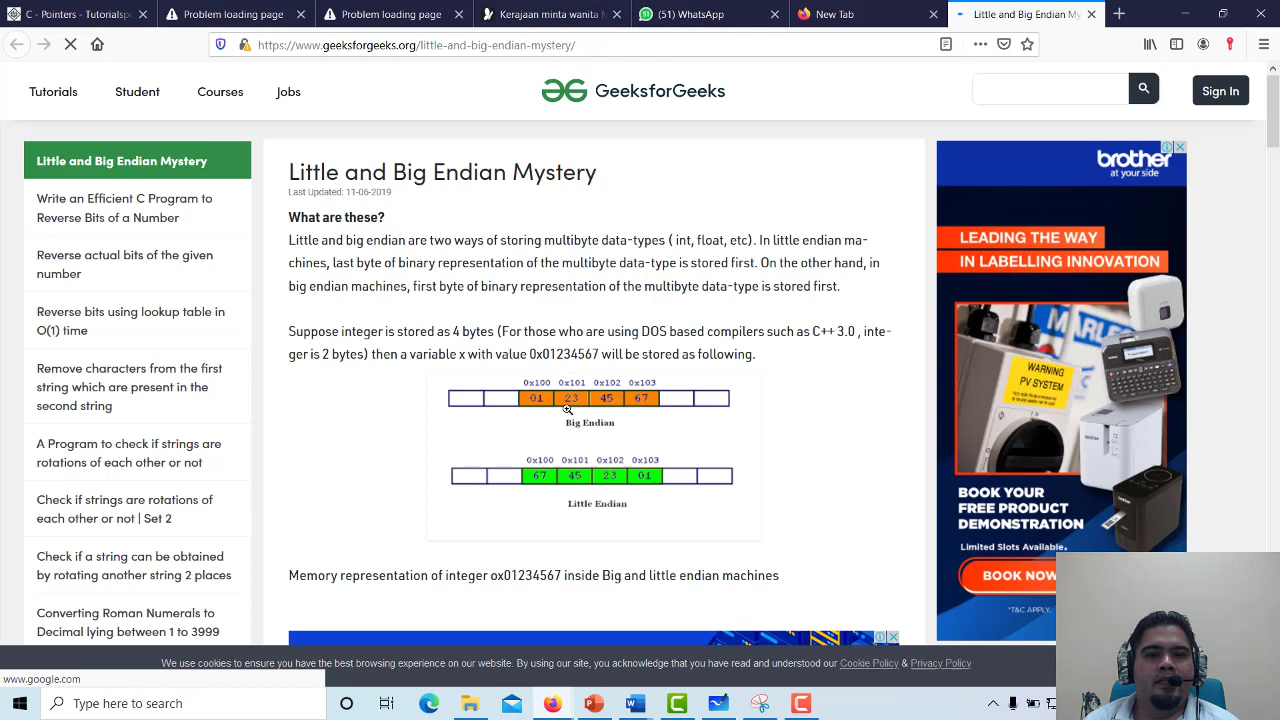 C - Pointers - Tutorialspoint
Problem loading page
Problem loading page
Kerajaan minta wanita M
(51) WhatsApp
New Tab
Little and Big Endian My
https://www.geeksforgeeks.org/little-and-big-endian-mystery/
Tutorials
Student
Courses
Jobs
GeeksforGeeks
Sign In
Little and Big Endian Mystery
Write an Efficient C Program to
Reverse Bits of a Number
Reverse actual bits of the given
number
Reverse bits using lookup table in
O(1) time
Remove characters from the first
string which are present in the
second string
A Program to check if strings are
rotations of each other or not
Check if strings are rotations of
each other or not | Set 2
Check if a string can be obtained
by rotating another string 2 places
Converting Roman Numerals to
Decimal lying between 1 to 3999
Little and Big Endian Mystery
Last Updated: 11-06-2019
What are these?
Little and big endian are two ways of storing multibyte data-types ( int, float, etc). In little endian ma-
chines, last byte of binary representation of the multibyte data-type is stored first. On the other hand, in
big endian machines, first byte of binary representation of the multibyte data-type is stored first.
Suppose integer is stored as 4 bytes (For those who are using DOS based compilers such as C++ 3.0 , inte-
ger is 2 bytes) then a variable x with value 0x01234567 will be stored as following.
0x100 0x101 0x102 0x103
01 23 45 67
Big Endian
0x100 0x101 0x102 0x103
67 45 23 01
Little Endian
Memory representation of integer ox01234567 inside Big and little endian machines
brother
at your side
LEADING THE WAY
IN LABELLING INNOVATION
WARNING
PV SYSTEM
BOOK YOUR
FREE PRODUCT
DEMONSTRATION
Limited Slots Available.
BOOK NOW
*T&C APPLY.
We use cookies to ensure you have the best browsing experience on our website. By using our site, you acknowledge that you have read and understood our Cookie Policy & Privacy Policy
www.google.com
Type here to search